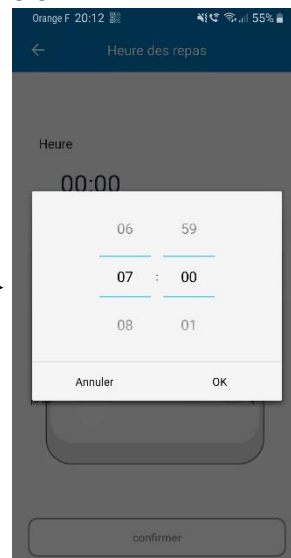 Orange F 20:12 55%
Heure des repas
Heure
00:00
06 59
07 : 00
08 01
Annuler OK
confirmer